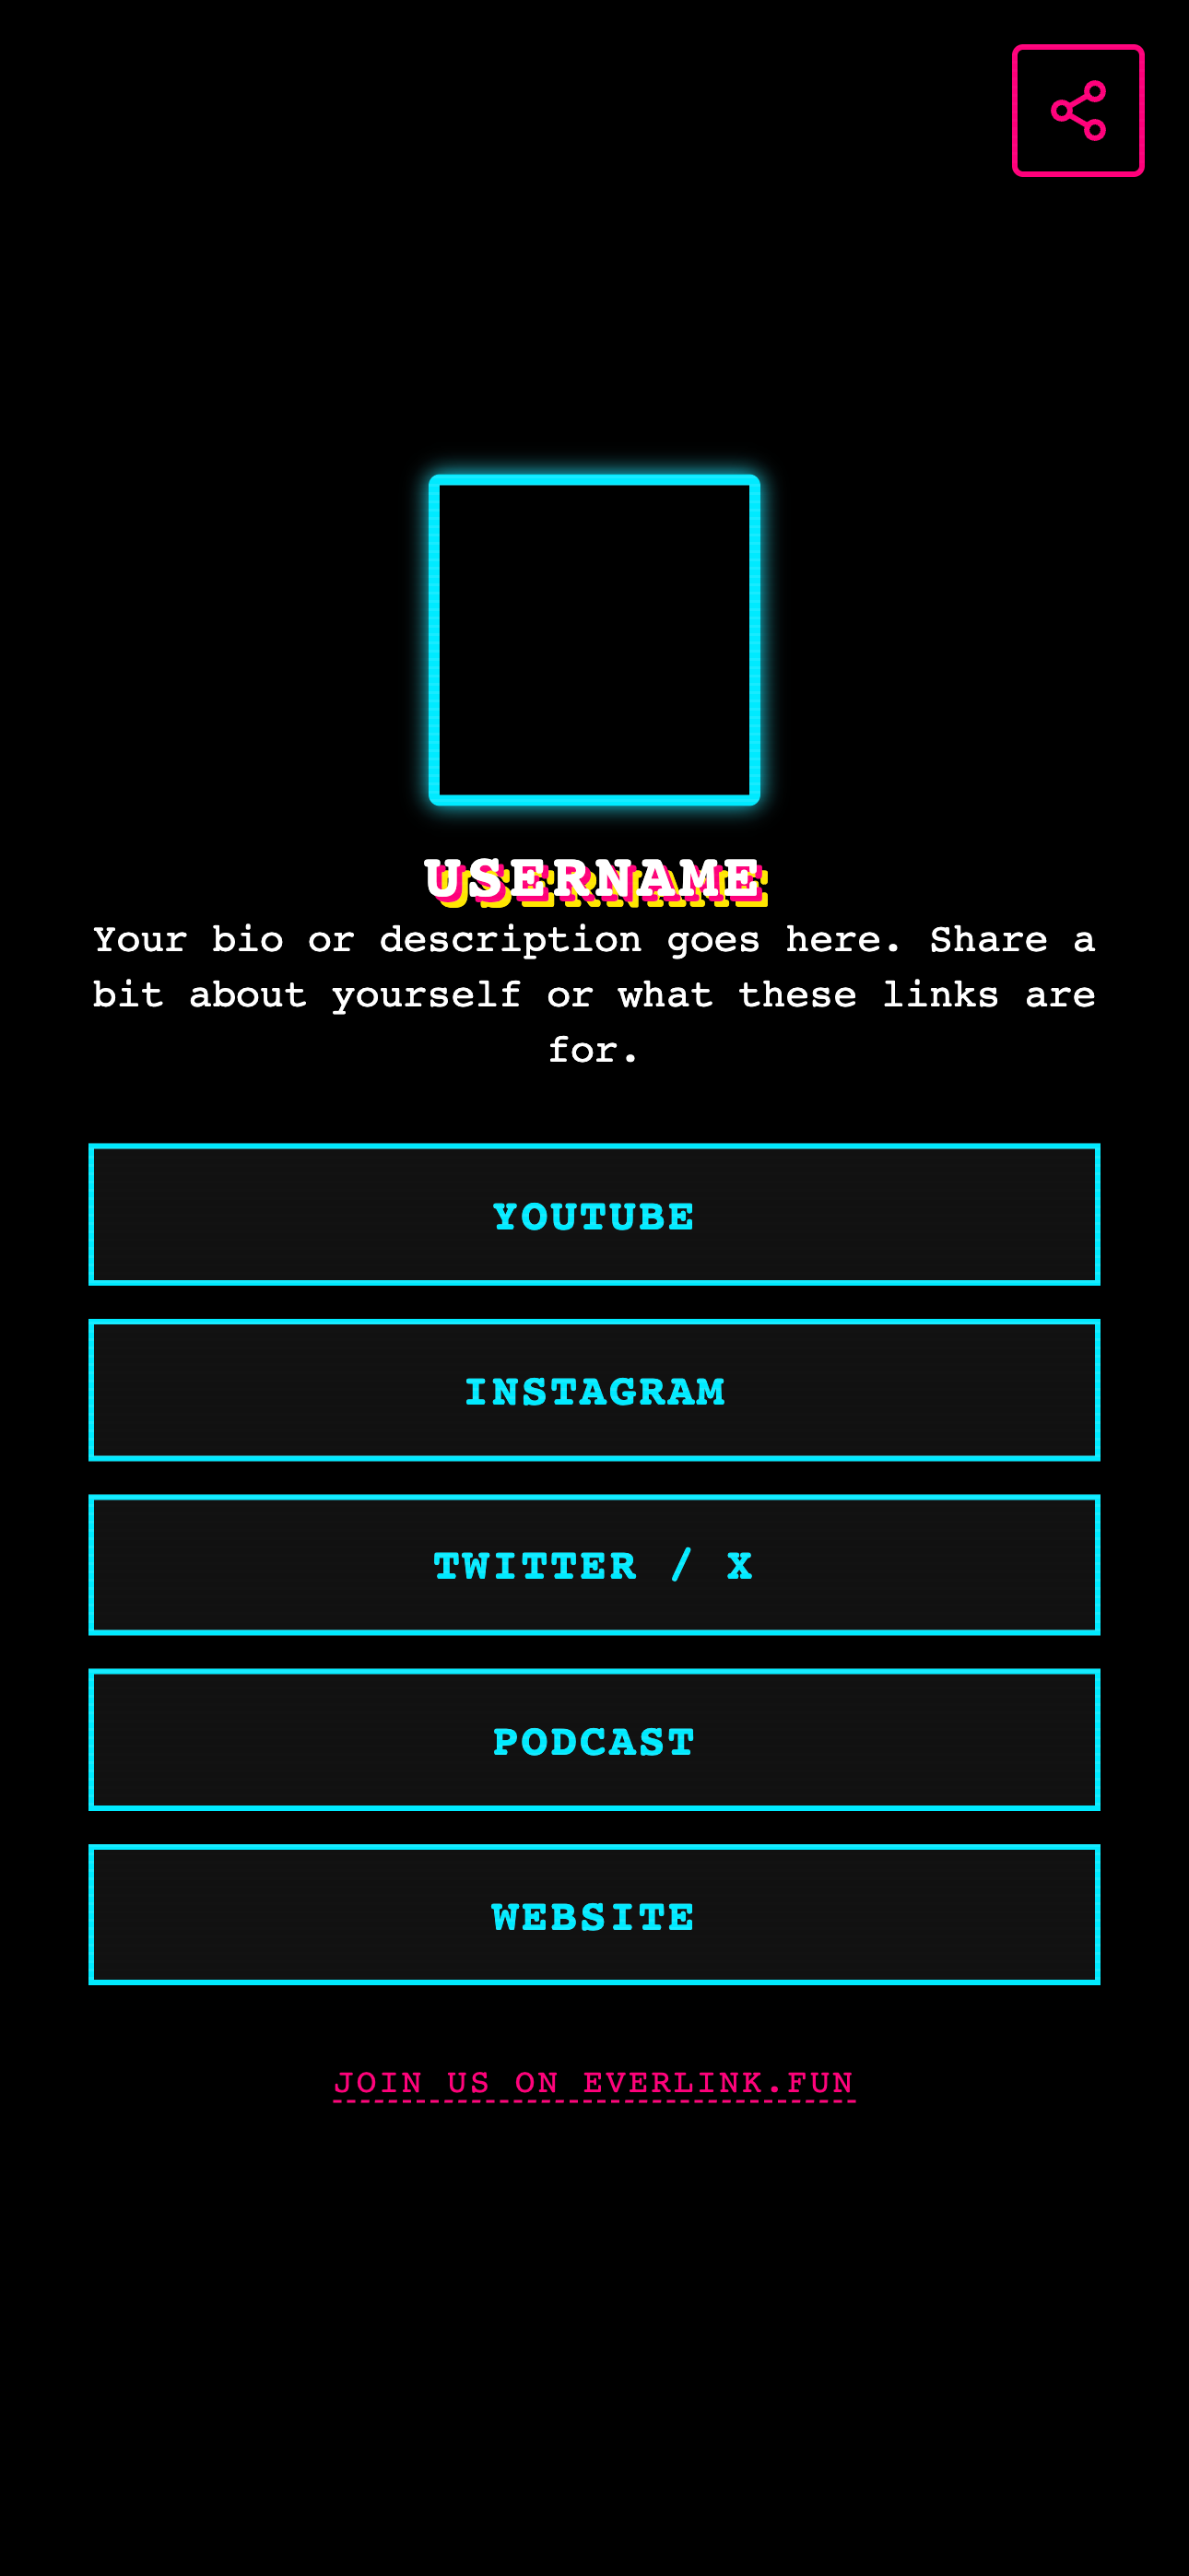 USERNAME
Your bio or description goes here. Share a
bit about yourself or what these links are
for.
YOUTUBE
INSTAGRAM
TWITTER / X
PODCAST
WEBSITE
JOIN US ON EVERLINK.FUN